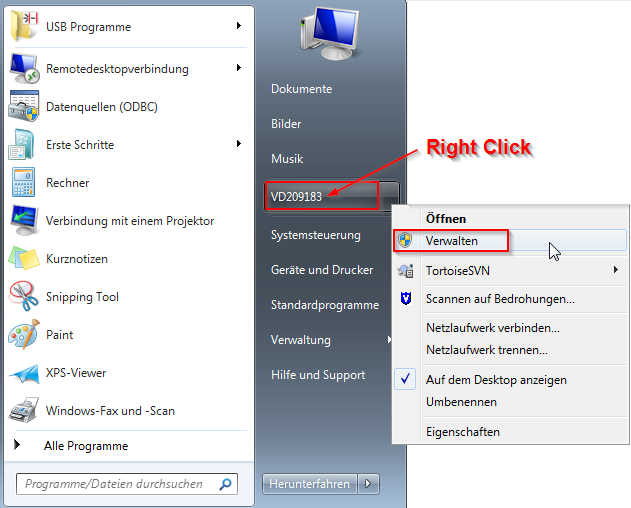 USB Programme
Remotedesktopverbindung
Datenquellen (ODBC)
Erste Schritte
Rechner
Verbindung mit einem Projektor
Kurznotizen
Snipping Tool
Paint
XPS-Viewer
Windows-Fax und -Scan
Alle Programme
Programme/Dateien durchsuchen
Dokumente
Bilder
Musik
VD209183
Systemsteuerung
Geräte und Drucker
Standardprogramme
Verwaltung
Hilfe und Support
Herunterfahren
Right Click
Öffnen
Verwalten
TortoiseSVN
Scannen auf Bedrohungen...
Netzlaufwerk verbinden...
Netzlaufwerk trennen...
Auf dem Desktop anzeigen
Umbenennen
Eigenschaften